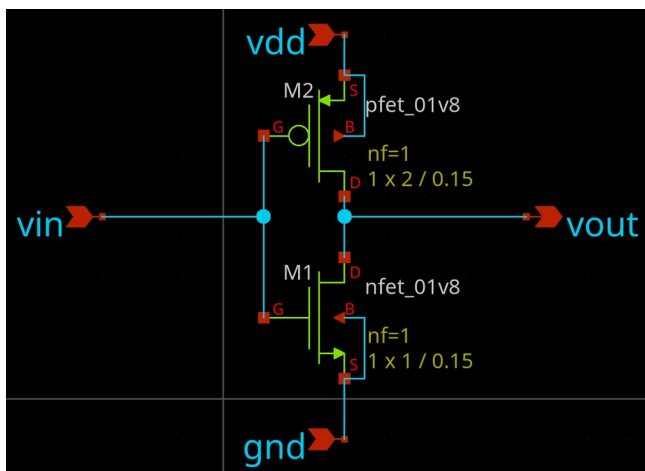 vdd
M2
S
pfet_01v8
G
B
nf=1
1 x 2 / 0.15
D
vin
vout
M1
D
nfet_01v8
G
B
nf=1
1 x 1 / 0.15
S
gnd